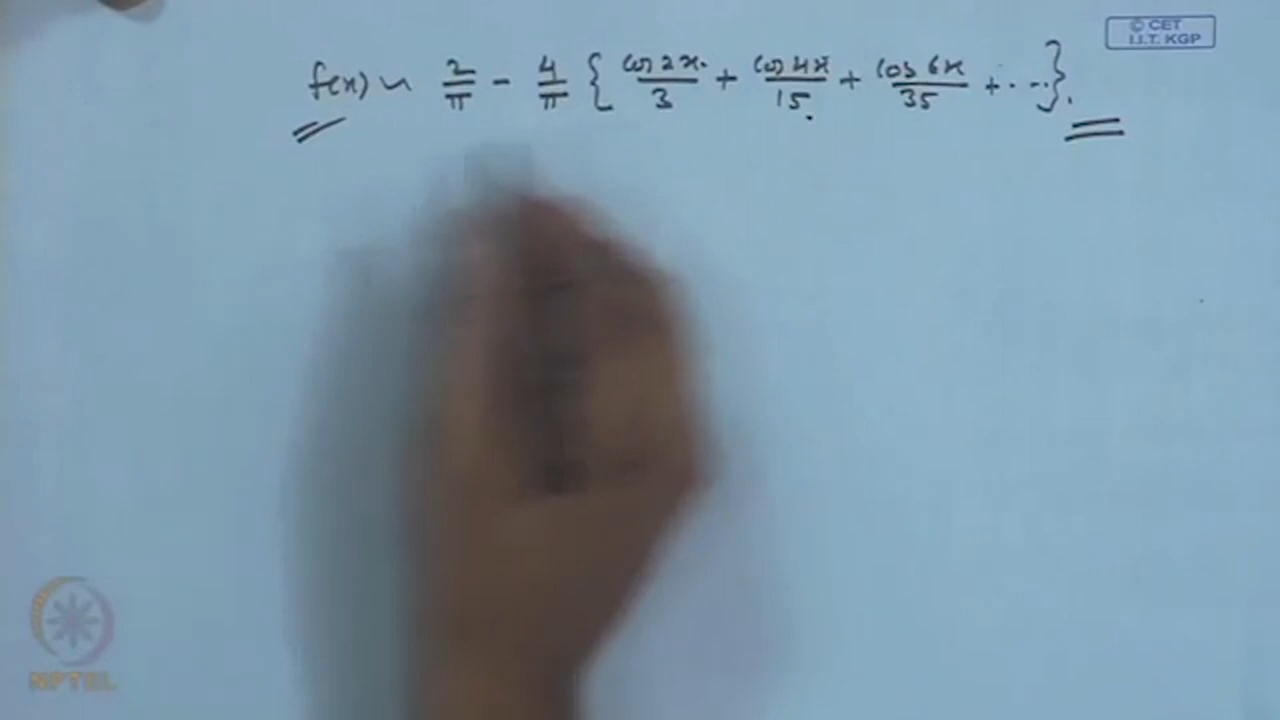 © CET
I.I.T. KGP
f(x) ~ 2/π - 4/π { cos 2x/3 + cos 4x/15 + cos 6x/35 + ... }.
NPTEL